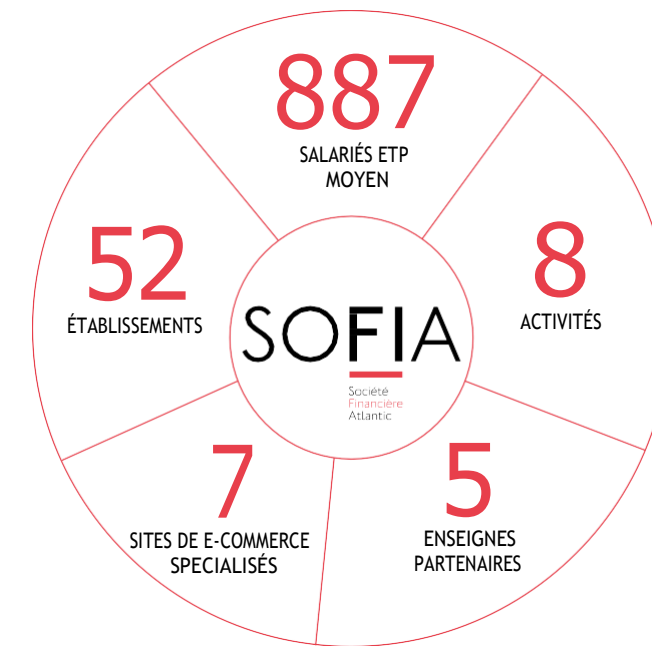 887
SALARIÉS ETP
MOYEN
52
ÉTABLISSEMENTS
8
ACTIVITÉS
SOFIA
Société
Financière
Atlantic
7
SITES DE E-COMMERCE
SPECIALISÉS
5
ENSEIGNES
PARTENAIRES